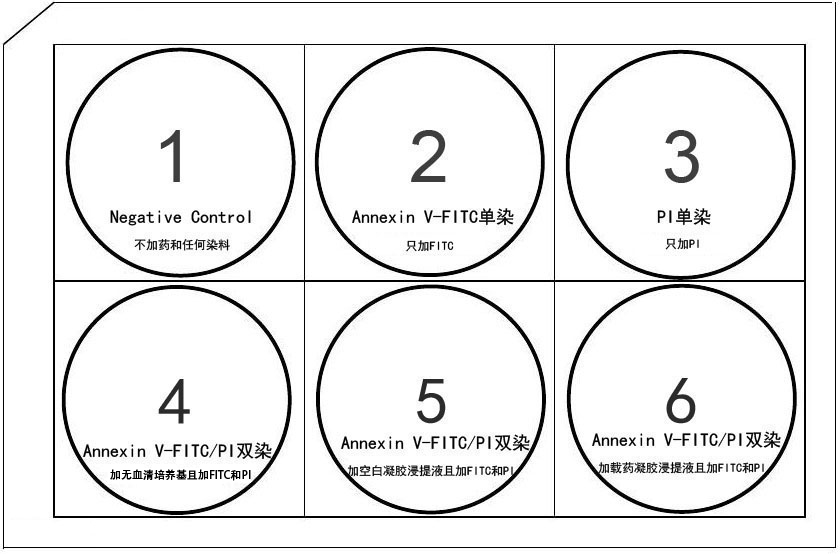 1
Negative Control
不加药和任何染料
2
Annexin V-FITC单染
只加FITC
3
PI单染
只加PI
4
Annexin V-FITC/PI双染
加无血清培养基且加FITC和PI
5
Annexin V-FITC/PI双染
加空白凝胶浸提液且加FITC和PI
6
Annexin V-FITC/PI双染
加载药凝胶浸提液且加FITC和PI